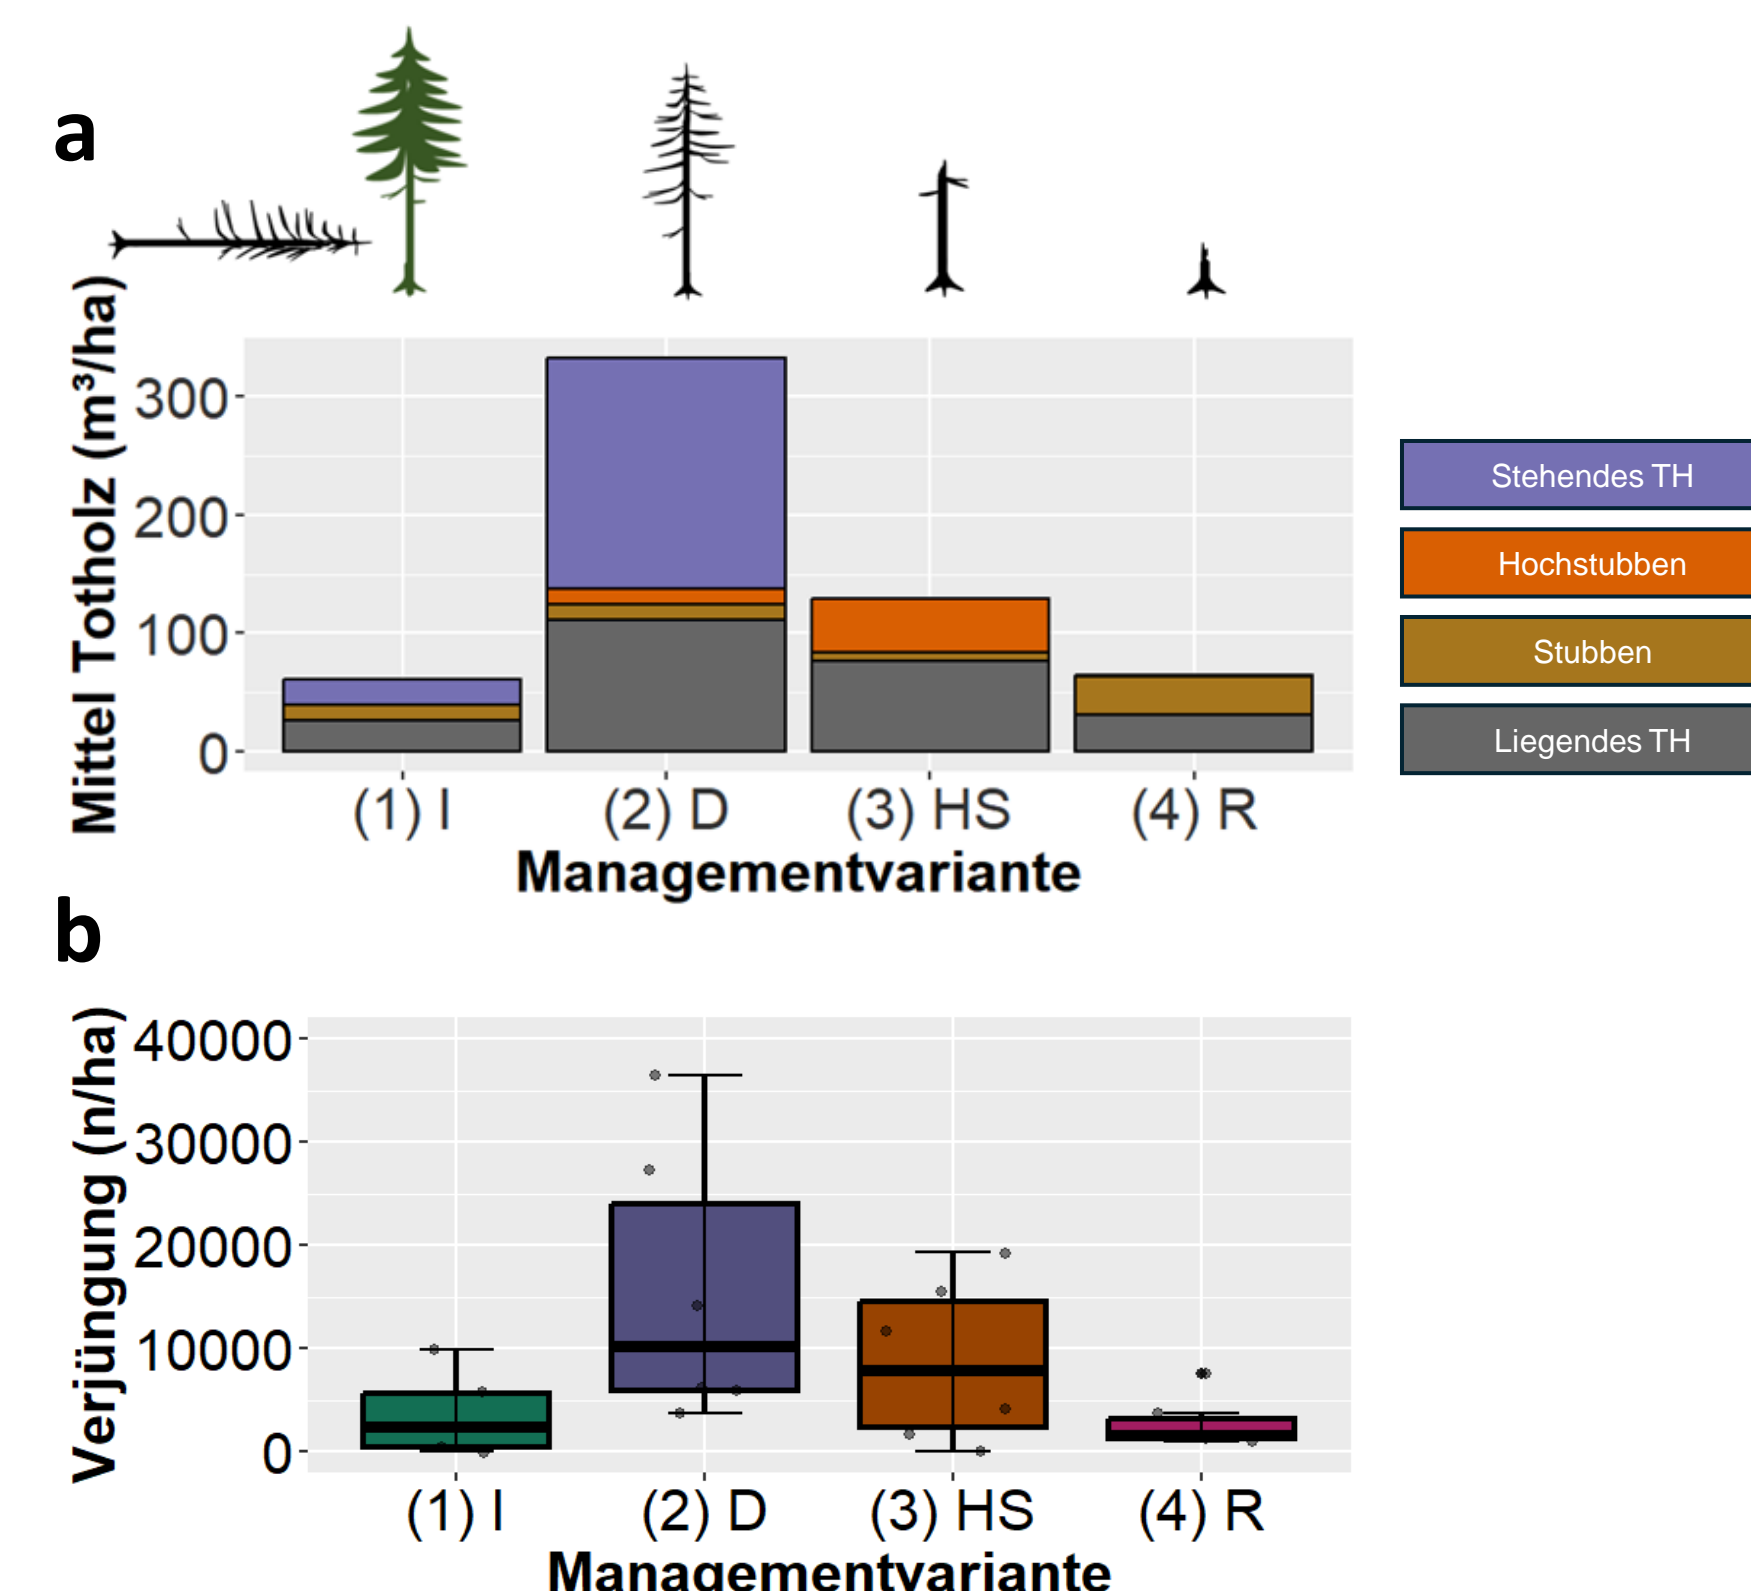 a
Mittel Totholz (m³/ha)
300
200
100
0
(1) I
(2) D
(3) HS
(4) R
Managementvariante
Stehendes TH
Hochstubben
Stubben
Liegendes TH
b
Verjüngung (n/ha)
40000
30000
20000
10000
0
(1) I
(2) D
(3) HS
(4) R
Managementvariante